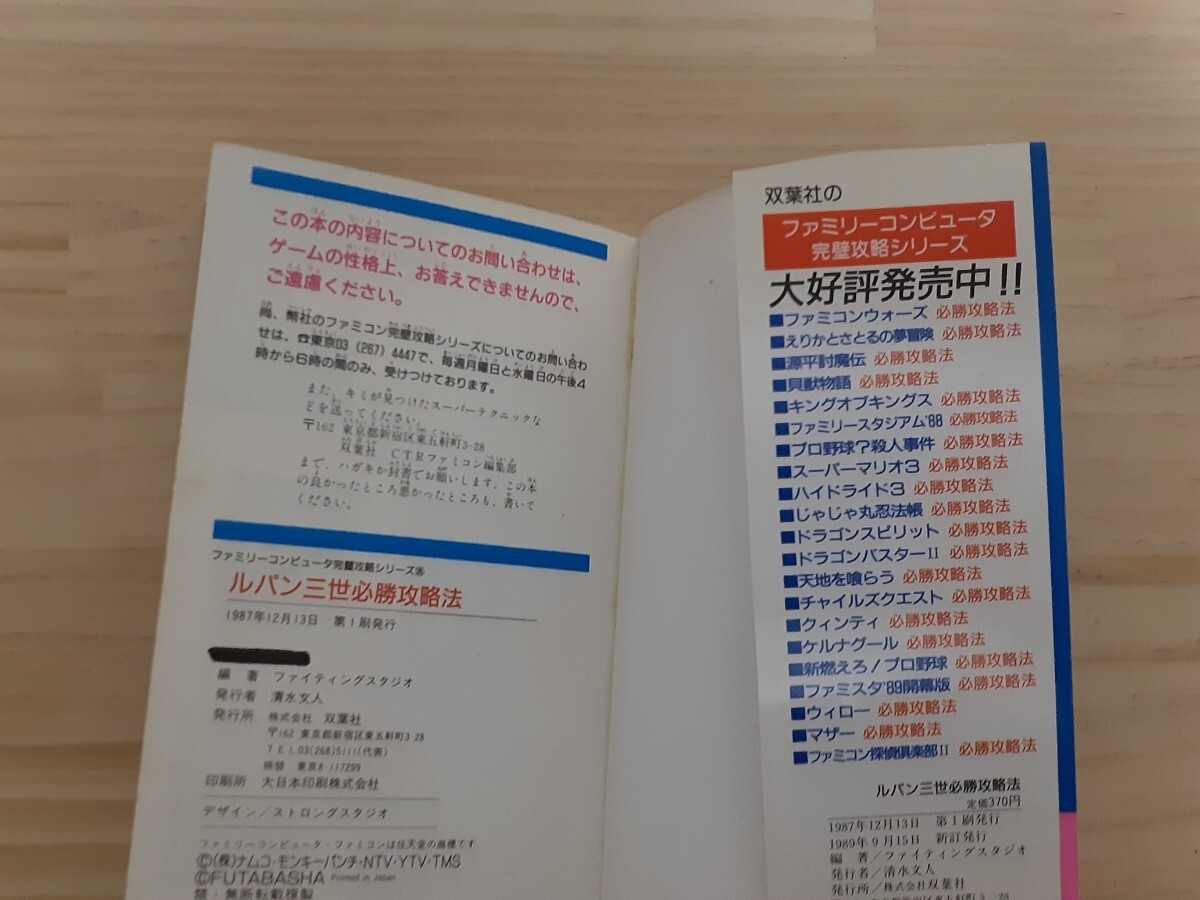 この本の内容についてのお問い合わせは、
ゲームの性格上、お答えできませんので、
ご遠慮ください。
尚、弊社のファミコン完璧攻略シリーズについてのお問い合わ
せは、☎東京03（267）4447で、毎週月曜日と水曜日の午後4
時から6時の間のみ、受けつけております。
また、キミが見つけたスーパーテクニックな
どを送ってください。
〒162 東京都新宿区東五軒町3-28
双葉社 CTRファミコン編集部
まで、ハガキか封書でお願いします。この本
の良かったところ悪かったところも、書いて
ください。
ファミリーコンピュータ完璧攻略シリーズ
ルパン三世必勝攻略法
1987年12月13日 第1刷発行
編 著 ファイティングスタジオ
発行者 清水文人
発行所 株式会社 双葉社
〒162 東京都新宿区東五軒町3-28
TEL03(268)5111(代表)
振替 東京8-117299
印刷所 大日本印刷株式会社
デザイン／ストロングスタジオ
ファミリーコンピュータ・ファミコンは任天堂の商標です
©(株)ナムコ・モンキーパンチ・NTV・YTV・TMS
©FUTABASHA Printed in Japan
禁・無断転載複製
双葉社の
ファミリーコンピュータ
完璧攻略シリーズ
大好評発売中!!
■ファミコンウォーズ 必勝攻略法
■えりかとさとるの夢冒険 必勝攻略法
■源平討魔伝 必勝攻略法
■貝獣物語 必勝攻略法
■キングオブキングス 必勝攻略法
■ファミリースタジアム'88 必勝攻略法
■プロ野球？殺人事件 必勝攻略法
■スーパーマリオ3 必勝攻略法
■ハイドライド3 必勝攻略法
■じゃじゃ丸忍法帳 必勝攻略法
■ドラゴンスピリット 必勝攻略法
■ドラゴンバスターII 必勝攻略法
■天地を喰らう 必勝攻略法
■チャイルズクエスト 必勝攻略法
■クィンティ 必勝攻略法
■ケルナグール 必勝攻略法
■新燃えろ！プロ野球 必勝攻略法
■ファミスタ'89開幕版 必勝攻略法
■ウィロー 必勝攻略法
■マザー 必勝攻略法
■ファミコン探偵倶楽部II 必勝攻略法
ルパン三世必勝攻略法
定価370円
1987年12月13日 第1刷発行
1989年9月15日 新訂発行
編 著／ファイティングスタジオ
発行者／清水文人
発行所／株式会社双葉社